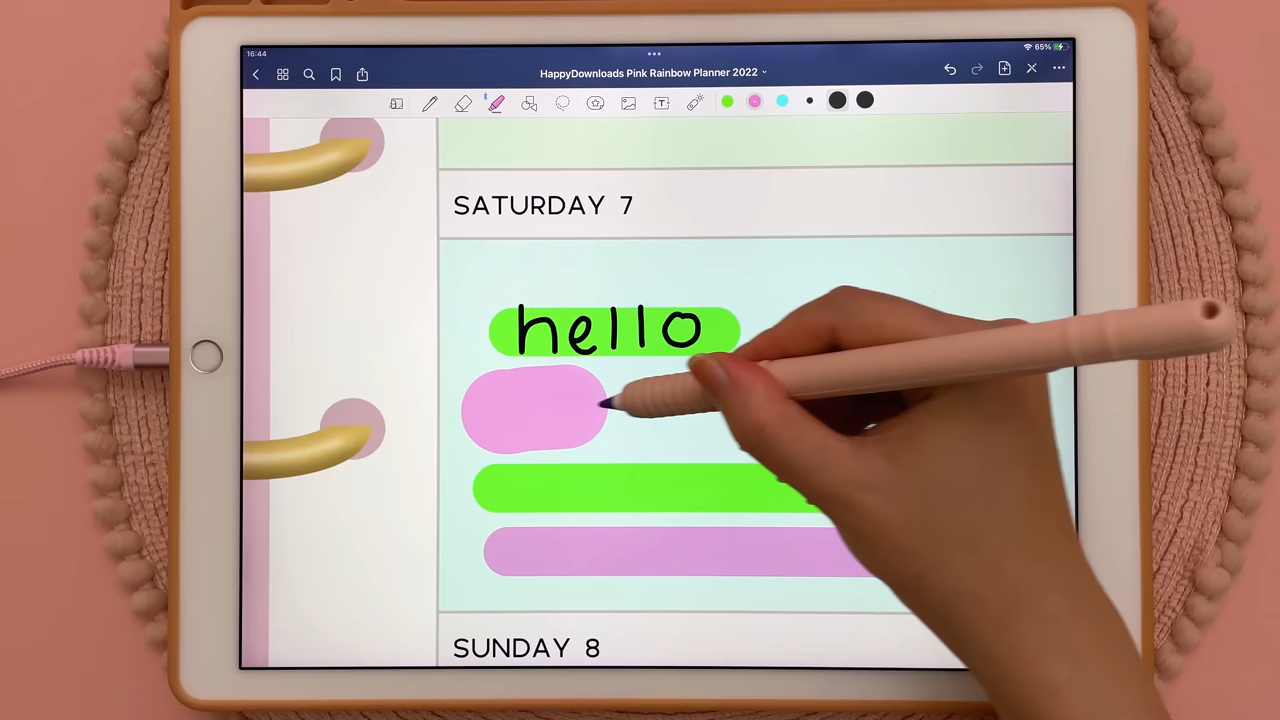 16:44
65%
HappyDownloads Pink Rainbow Planner 2022
T
SATURDAY 7
hello
SUNDAY 8